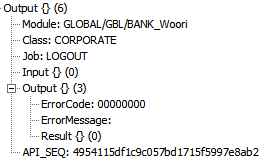 Output {} (6)
Module: GLOBAL/GBL/BANK_Woori
Class: CORPORATE
Job: LOGOUT
Input {} (0)
Output {} (3)
ErrorCode: 00000000
ErrorMessage:
Result {} (0)
API_SEQ: 4954115df1c9c057bd1715f5997e8ab2